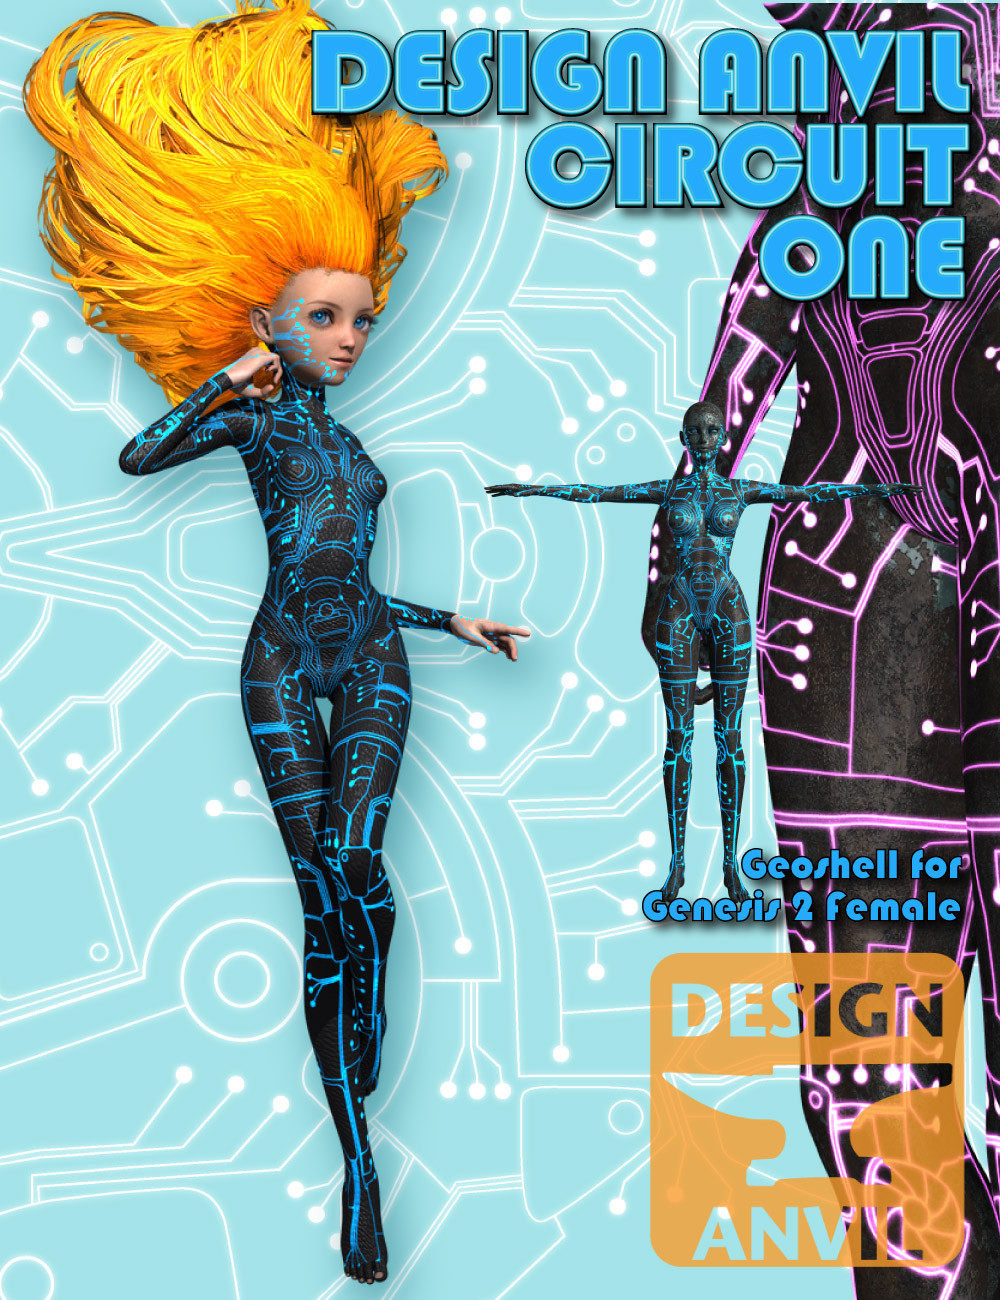 DESIGN ANVIL
CIRCUIT
ONE
Geoshell for
Genesis 2 Female
DESIGN
ANVIL